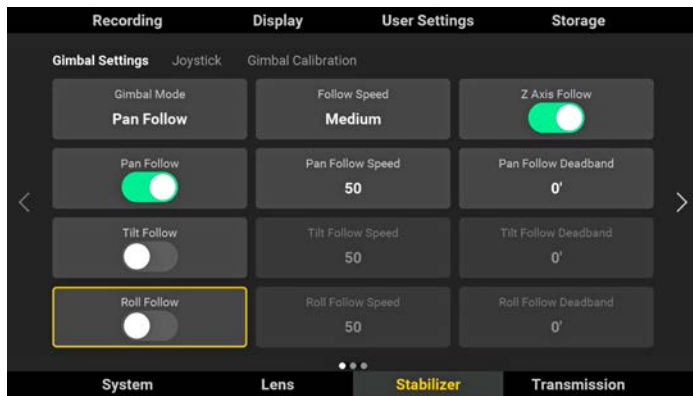 Recording Display User Settings Storage
Gimbal Settings Joystick Gimbal Calibration
Gimbal Mode Follow Speed Z Axis Follow
Pan Follow Medium
Pan Follow Pan Follow Speed Pan Follow Deadband
50 0'
Tilt Follow Tilt Follow Speed Tilt Follow Deadband
50 0'
Roll Follow Roll Follow Speed Roll Follow Deadband
50 0'
System Lens Stabilizer Transmission